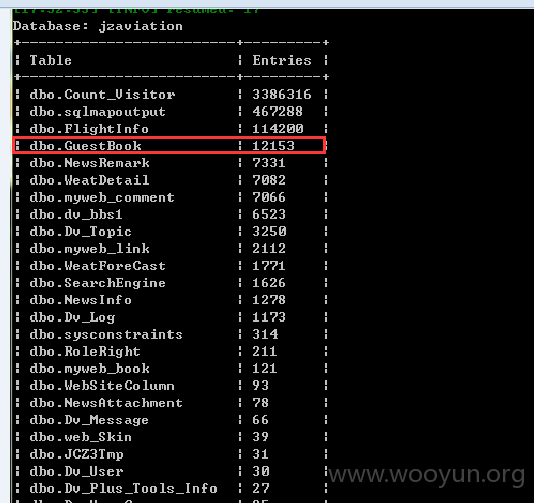 Database: jzaviation
Table Entries
dbo.Count_Visitor 3386316
dbo.sqlmapoutput 467288
dbo.FlightInfo 114200
dbo.GuestBook 12153
dbo.NewsRemark 7331
dbo.WeatDetail 7082
dbo.myweb_comment 7066
dbo.dv_bbs1 6523
dbo.Dv_Topic 3250
dbo.myweb_link 2112
dbo.WeatForeCast 1771
dbo.SearchEngine 1626
dbo.NewsInfo 1278
dbo.Dv_Log 1173
dbo.sysconstraints 314
dbo.RoleRight 211
dbo.myweb_book 121
dbo.WebSiteColumn 93
dbo.NewsAttachment 78
dbo.Dv_Message 66
dbo.web_Skin 39
dbo.JCZ3Tmp 31
dbo.Dv_User 30
dbo.Dv_Plus_Tools_Info 27
www.wooyun.org